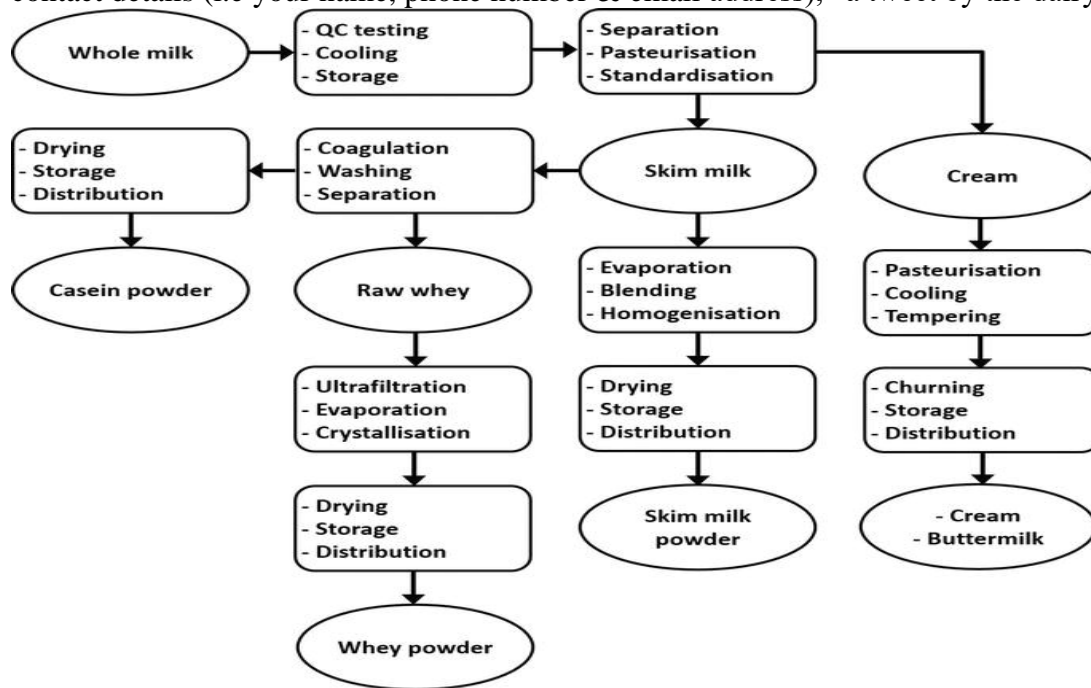 contact details (i.e your name, phone number & email address);" a tweet by the dairy
Whole milk
- QC testing
- Cooling
- Storage
- Separation
- Pasteurisation
- Standardisation
- Drying
- Storage
- Distribution
- Coagulation
- Washing
- Separation
Skim milk
Cream
Casein powder
Raw whey
- Evaporation
- Blending
- Homogenisation
- Pasteurisation
- Cooling
- Tempering
- Ultrafiltration
- Evaporation
- Crystallisation
- Drying
- Storage
- Distribution
- Churning
- Storage
- Distribution
- Drying
- Storage
- Distribution
Skim milk
powder
- Cream
- Buttermilk
Whey powder